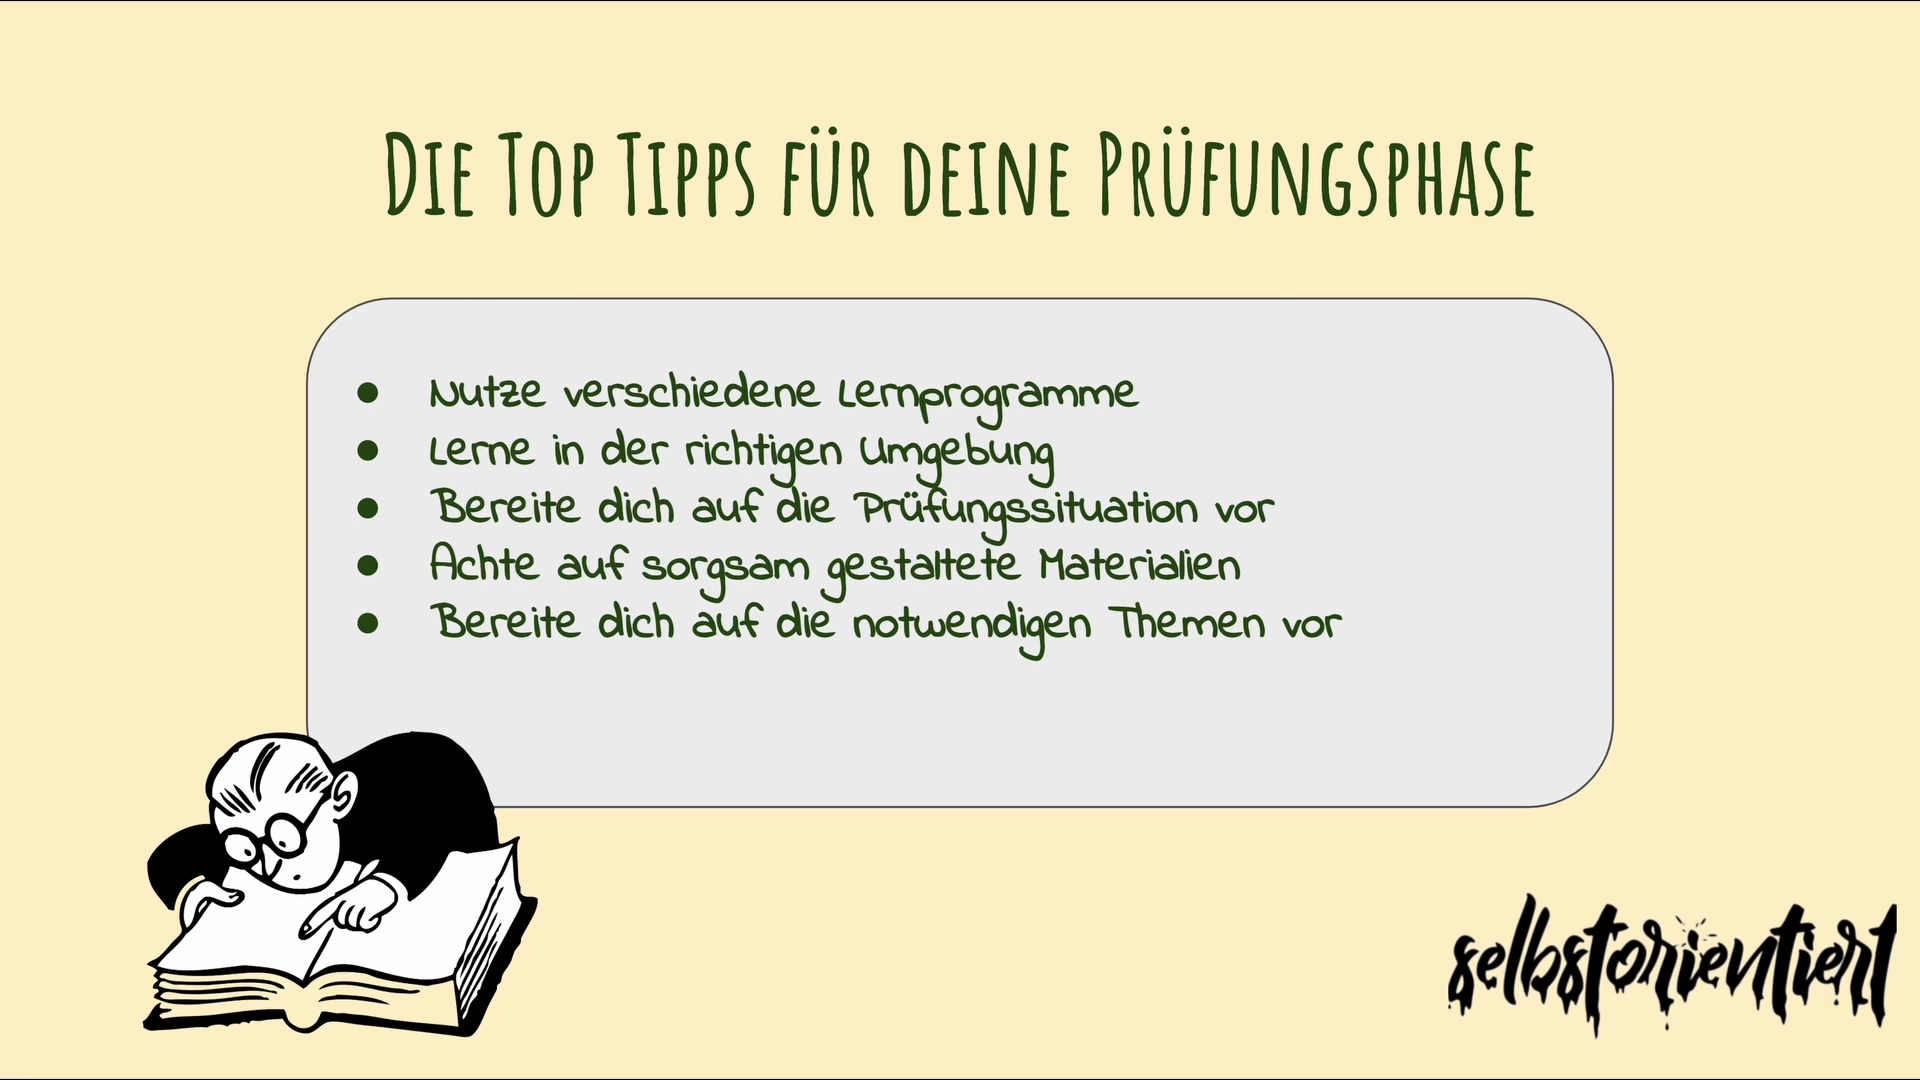 Die Top Tipps für deine Prüfungsphase
● Nutze verschiedene Lernprogramme
● Lerne in der richtigen Umgebung
● Bereite dich auf die Prüfungssituation vor
● Achte auf sorgsam gestaltete Materialien
● Bereite dich auf die notwendigen Themen vor
selbstorientiert